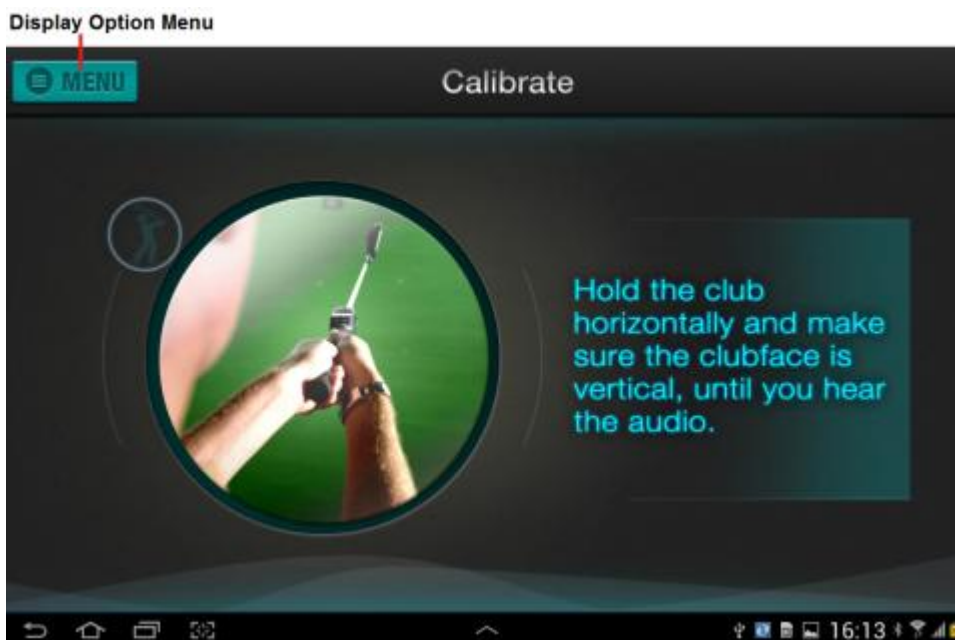 Display Option Menu
MENU
Calibrate
Hold the club
horizontally and make
sure the clubface is
vertical, until you hear
the audio.
16:13